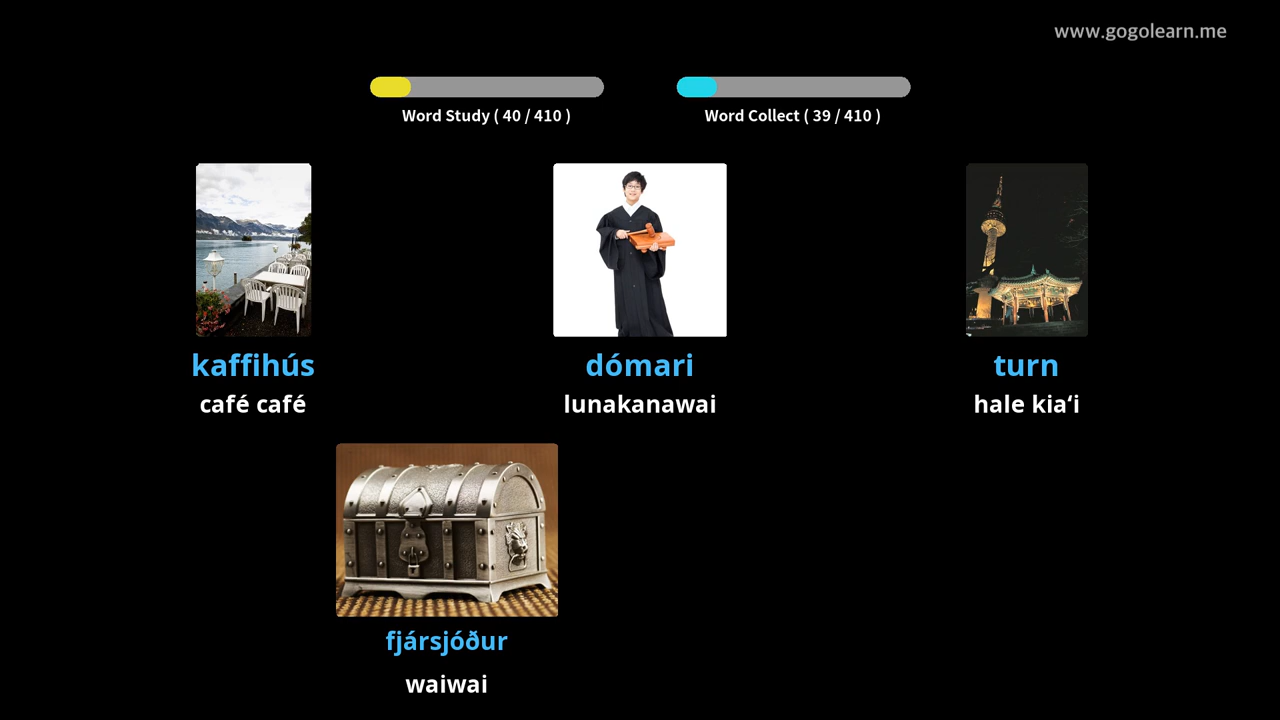 www.gogolearn.me
Word Study ( 40 / 410 )
Word Collect ( 39 / 410 )
kaffihús
café café
dómari
lunakanawai
turn
hale kiaʻi
fjársjóður
waiwai